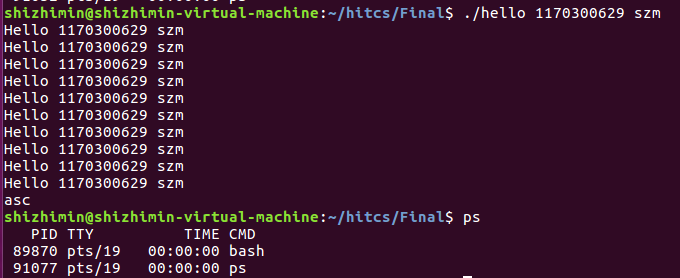 shizhimin@shizhimin-virtual-machine:~/hitcs/Final$ ./hello 1170300629 szm
Hello 1170300629 szm
Hello 1170300629 szm
Hello 1170300629 szm
Hello 1170300629 szm
Hello 1170300629 szm
Hello 1170300629 szm
Hello 1170300629 szm
Hello 1170300629 szm
Hello 1170300629 szm
Hello 1170300629 szm
asc
shizhimin@shizhimin-virtual-machine:~/hitcs/Final$ ps
   PID TTY          TIME CMD
 89870 pts/19   00:00:00 bash
 91077 pts/19   00:00:00 ps